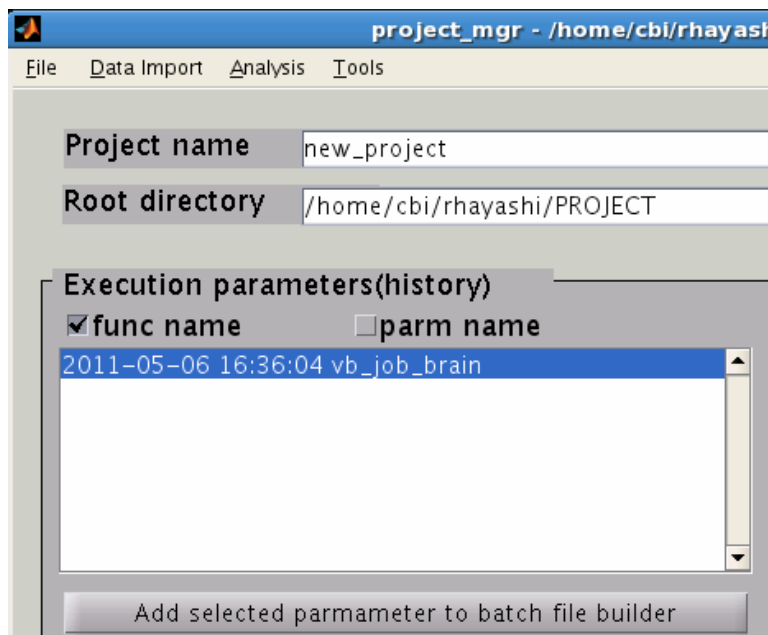 project_mgr - /home/cbi/rhayash
File Data Import Analysis Tools
Project name new_project
Root directory /home/cbi/rhayashi/PROJECT
Execution parameters(history)
func name parm name
2011-05-06 16:36:04 vb_job_brain
Add selected parmameter to batch file builder